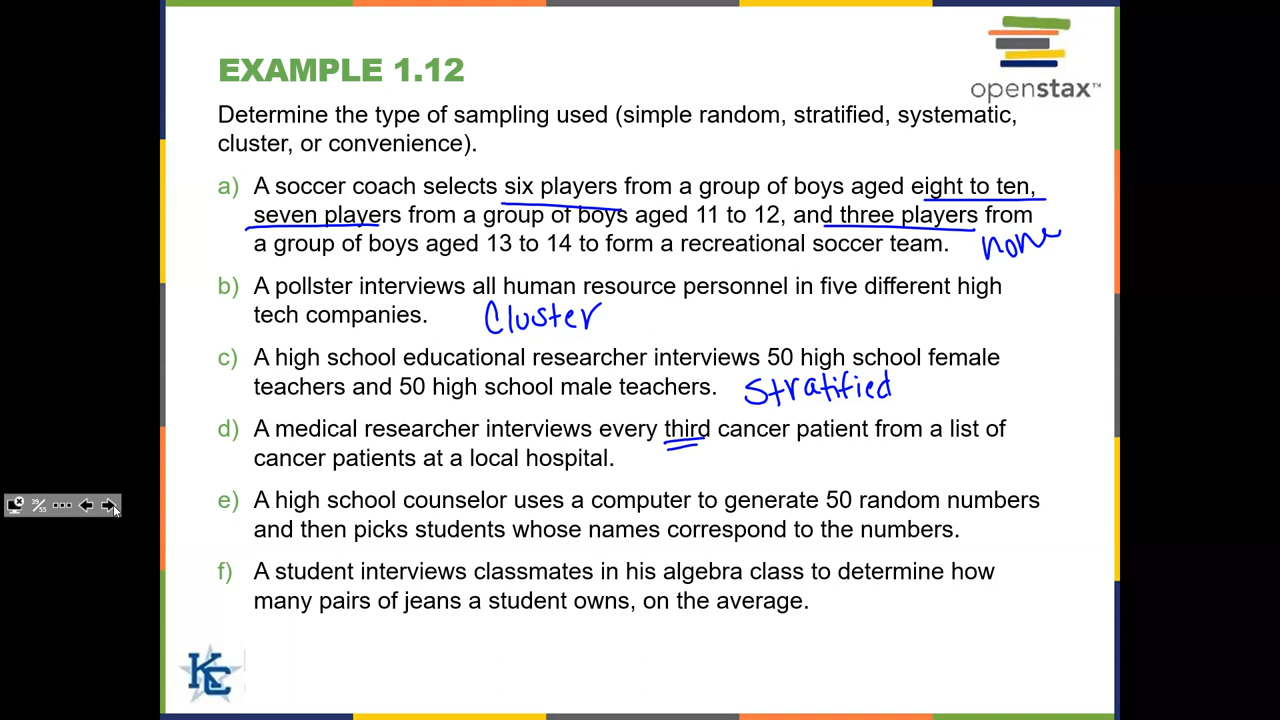 openstax™
EXAMPLE 1.12
Determine the type of sampling used (simple random, stratified, systematic,
cluster, or convenience).
a) A soccer coach selects six players from a group of boys aged eight to ten,
seven players from a group of boys aged 11 to 12, and three players from
a group of boys aged 13 to 14 to form a recreational soccer team. none
b) A pollster interviews all human resource personnel in five different high
tech companies. Cluster
c) A high school educational researcher interviews 50 high school female
teachers and 50 high school male teachers. Stratified
d) A medical researcher interviews every third cancer patient from a list of
cancer patients at a local hospital.
39/55
e) A high school counselor uses a computer to generate 50 random numbers
and then picks students whose names correspond to the numbers.
f) A student interviews classmates in his algebra class to determine how
many pairs of jeans a student owns, on the average.
KC